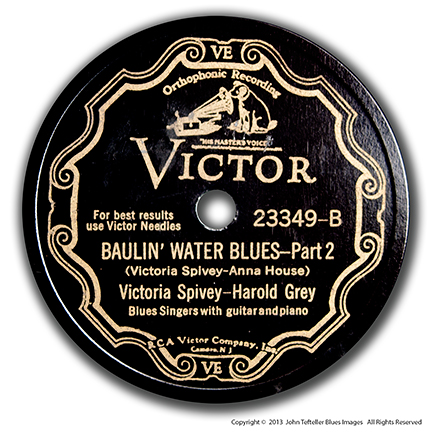 VE
Orthophonic Recording
"HIS MASTER'S VOICE"
VICTOR
For best results
use Victor Needles
23349-B
BAULIN' WATER BLUES—Part 2
(Victoria Spivey-Anna House)
Victoria Spivey-Harold Grey
Blues Singers with guitar and piano
RCA Victor Company, Inc.
Camden, N.J.
VE
Copyright © 2013 John Tefteller Blues Images All Rights Reserved